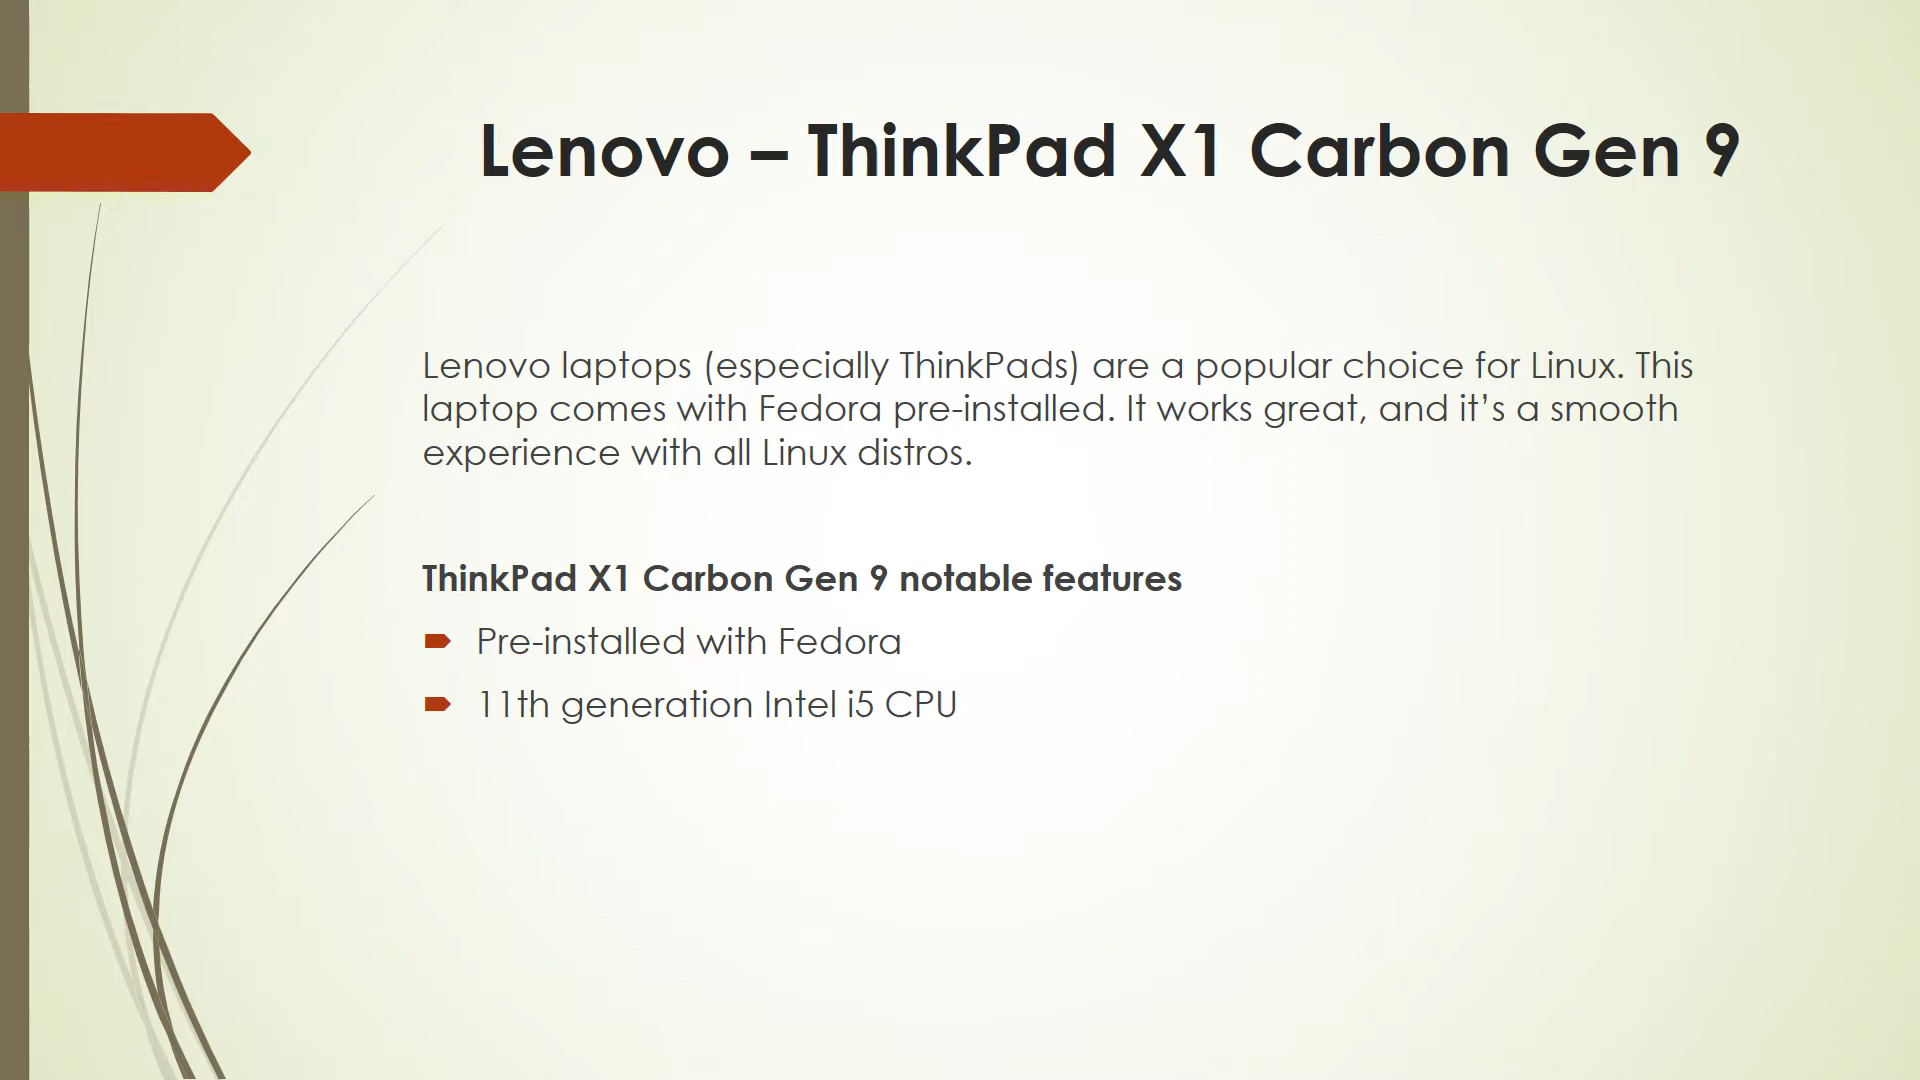 Lenovo – ThinkPad X1 Carbon Gen 9
Lenovo laptops (especially ThinkPads) are a popular choice for Linux. This
laptop comes with Fedora pre-installed. It works great, and it’s a smooth
experience with all Linux distros.
ThinkPad X1 Carbon Gen 9 notable features
Pre-installed with Fedora
11th generation Intel i5 CPU